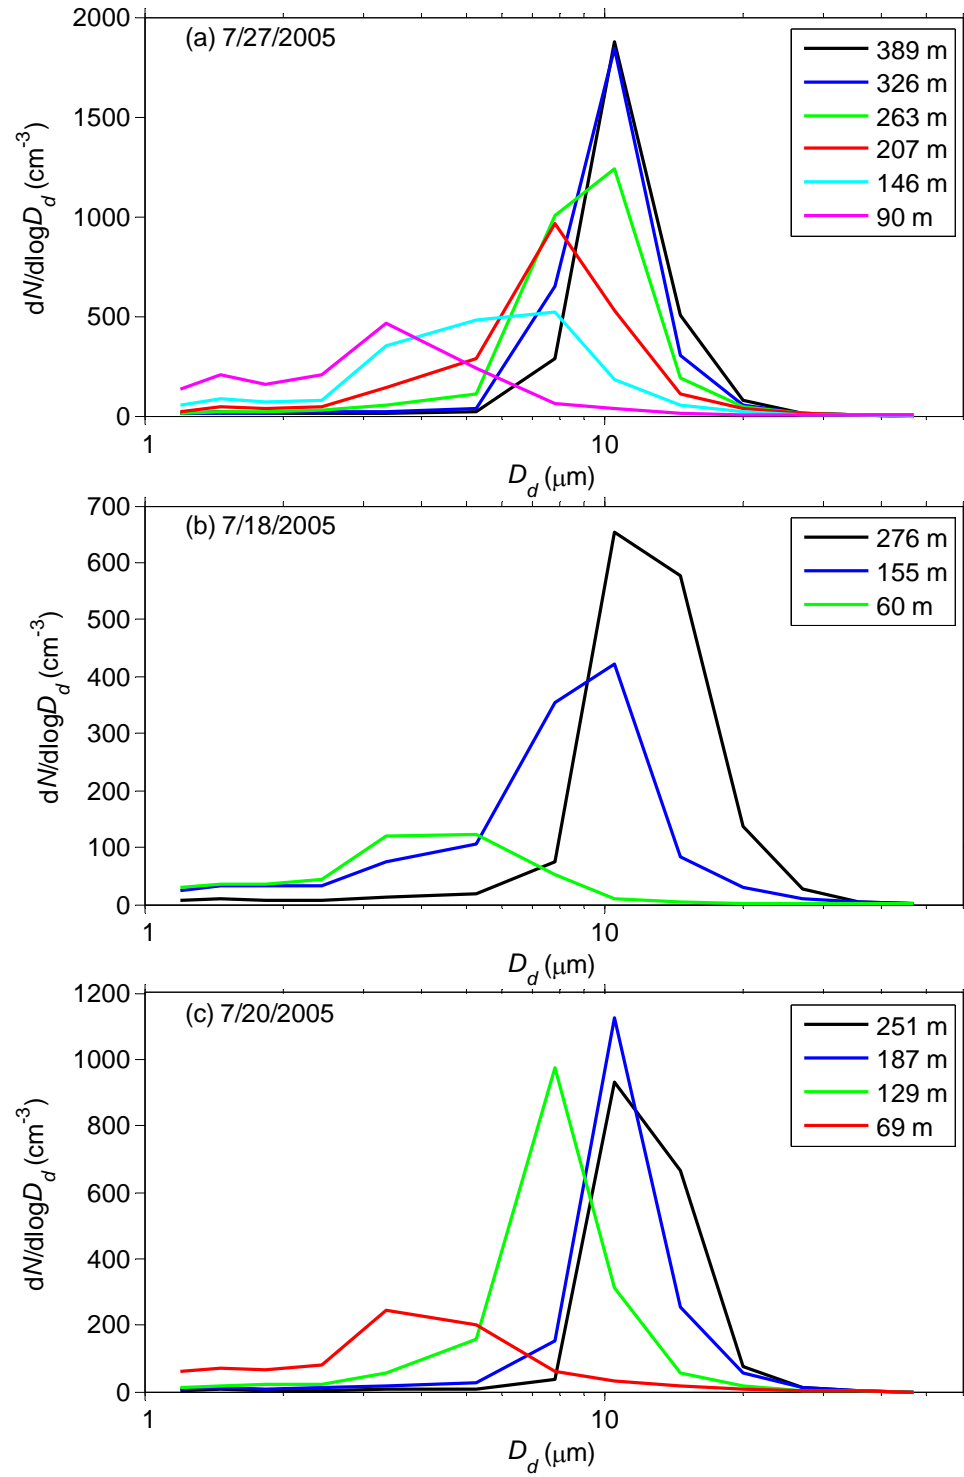 (a) 7/27/2005
2000
1500
1000
500
0
dN/dlogD_d (cm^-3)
389 m
326 m
263 m
207 m
146 m
90 m
1
10
D_d (μm)
(b) 7/18/2005
700
600
500
400
300
200
100
0
dN/dlogD_d (cm^-3)
276 m
155 m
60 m
1
10
D_d (μm)
(c) 7/20/2005
1200
1000
800
600
400
200
0
dN/dlogD_d (cm^-3)
251 m
187 m
129 m
69 m
1
10
D_d (μm)